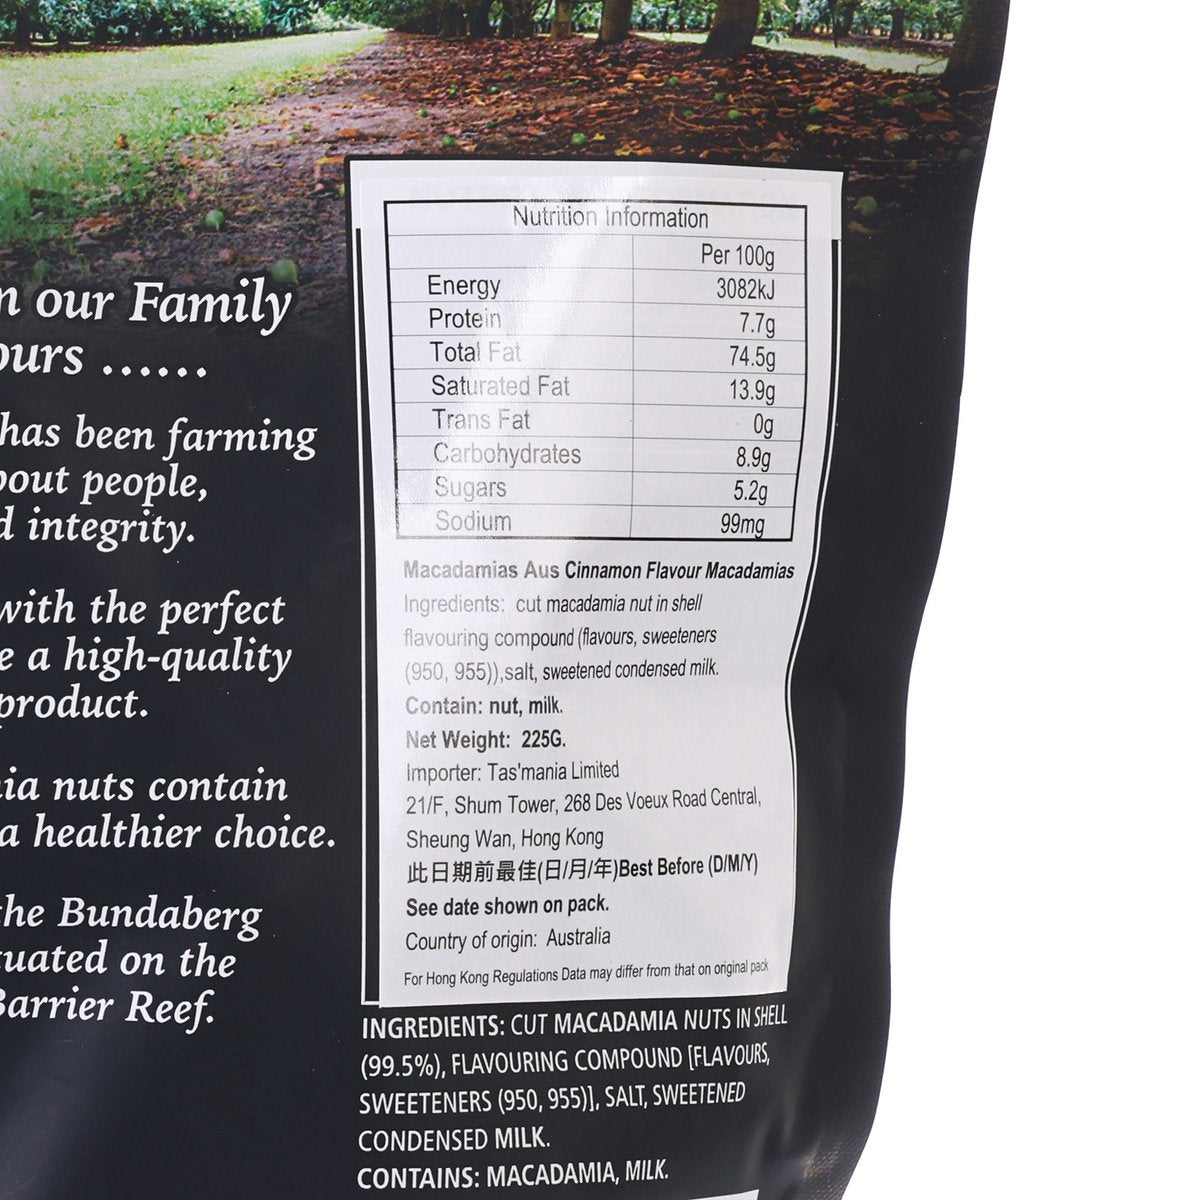 n our Family
ours ......
has been farming
bout people,
d integrity.
with the perfect
e a high-quality
product.
ia nuts contain
a healthier choice.
the Bundaberg
tuated on the
Barrier Reef.
Nutrition Information
Per 100g
Energy 3082kJ
Protein 7.7g
Total Fat 74.5g
Saturated Fat 13.9g
Trans Fat 0g
Carbohydrates 8.9g
Sugars 5.2g
Sodium 99mg
Macadamias Aus Cinnamon Flavour Macadamias
Ingredients: cut macadamia nut in shell
flavouring compound (flavours, sweeteners
(950, 955)),salt, sweetened condensed milk.
Contain: nut, milk.
Net Weight: 225G.
Importer: Tas'mania Limited
21/F, Shum Tower, 268 Des Voeux Road Central,
Sheung Wan, Hong Kong
此日期前最佳(日/月/年)Best Before (D/M/Y)
See date shown on pack.
Country of origin: Australia
For Hong Kong Regulations Data may differ from that on original pack
INGREDIENTS: CUT MACADAMIA NUTS IN SHELL
(99.5%), FLAVOURING COMPOUND [FLAVOURS,
SWEETENERS (950, 955)], SALT, SWEETENED
CONDENSED MILK.
CONTAINS: MACADAMIA, MILK.